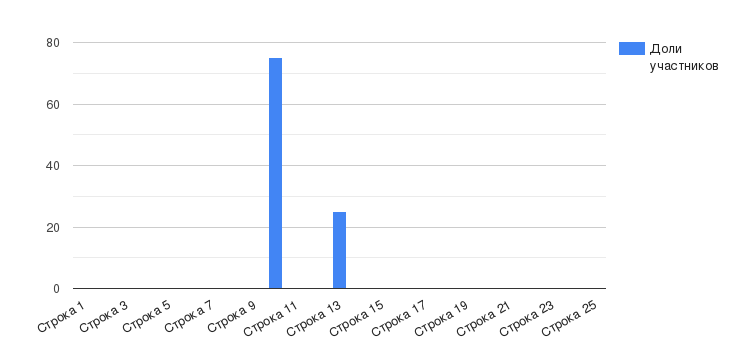 80
60
40
20
0
Строка 1
Строка 3
Строка 5
Строка 7
Строка 9
Строка 11
Строка 13
Строка 15
Строка 17
Строка 19
Строка 21
Строка 23
Строка 25
Доли
участников